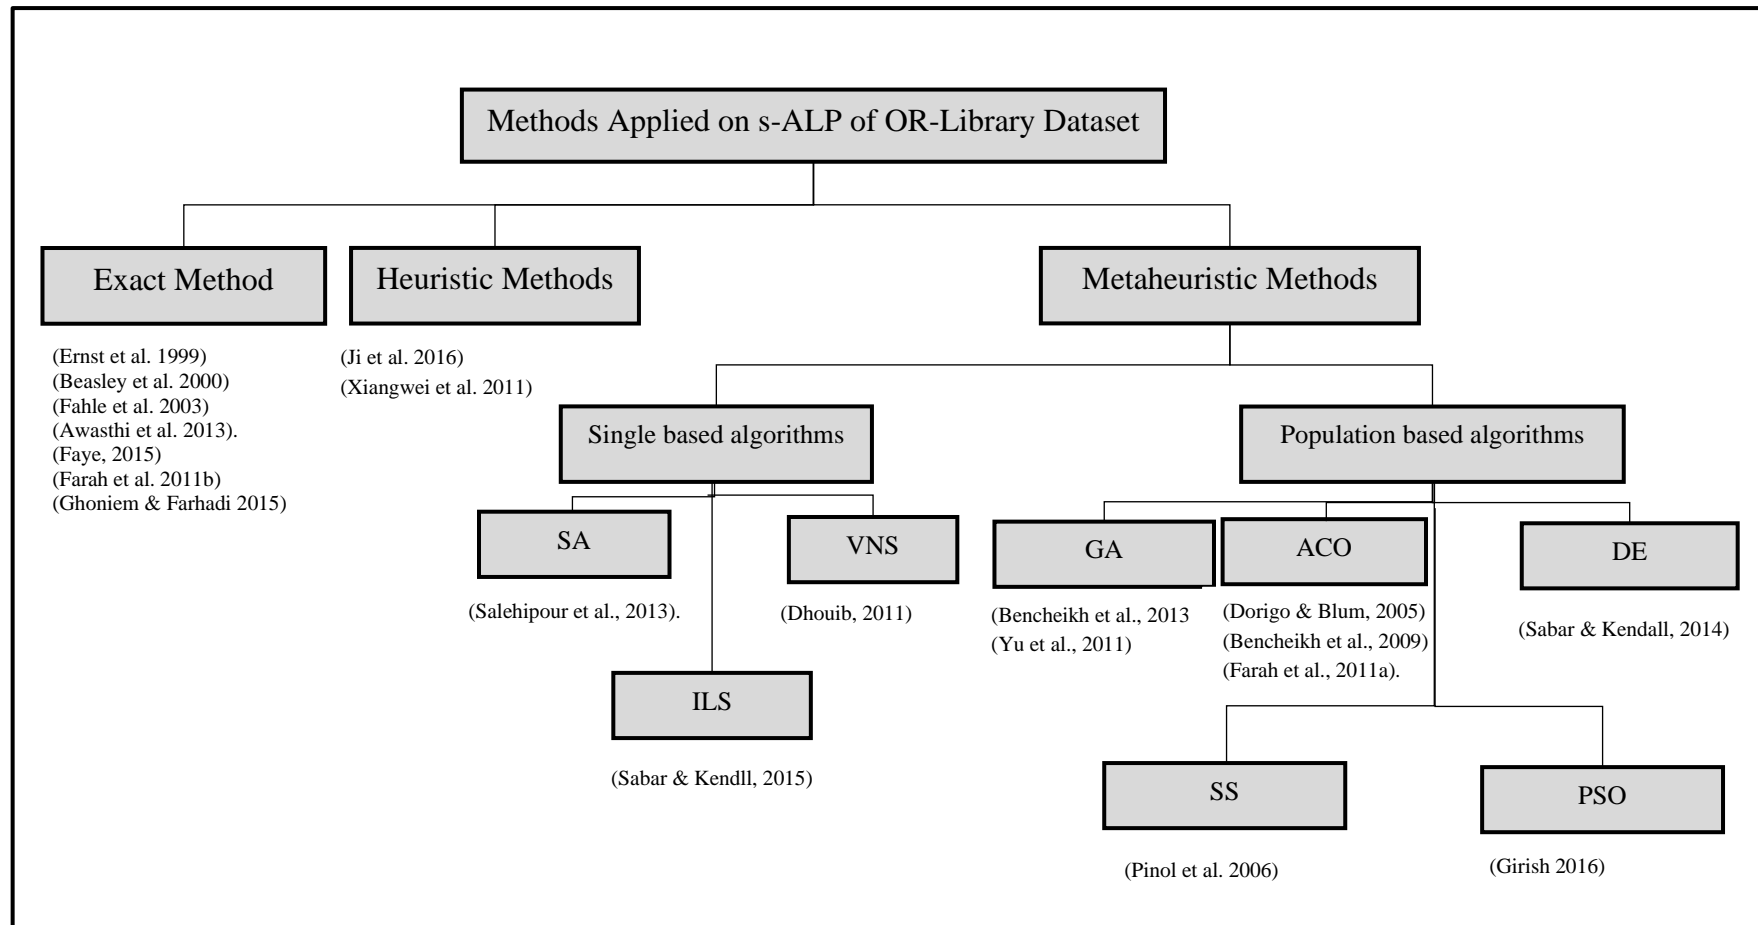 Methods Applied on s-ALP of OR-Library Dataset
Exact Method
Heuristic Methods
Metaheuristic Methods
(Ernst et al. 1999)
(Beasley et al. 2000)
(Fahle et al. 2003)
(Awasthi et al. 2013).
(Faye, 2015)
(Farah et al. 2011b)
(Ghoniem & Farhadi 2015)
(Ji et al. 2016)
(Xiangwei et al. 2011)
Single based algorithms
Population based algorithms
SA
VNS
GA
ACO
DE
(Salehipour et al., 2013).
(Dhouib, 2011)
(Bencheikh et al., 2013
(Yu et al., 2011)
(Dorigo & Blum, 2005)
(Bencheikh et al., 2009)
(Farah et al., 2011a).
(Sabar & Kendall, 2014)
ILS
(Sabar & Kendll, 2015)
SS
PSO
(Pinol et al. 2006)
(Girish 2016)